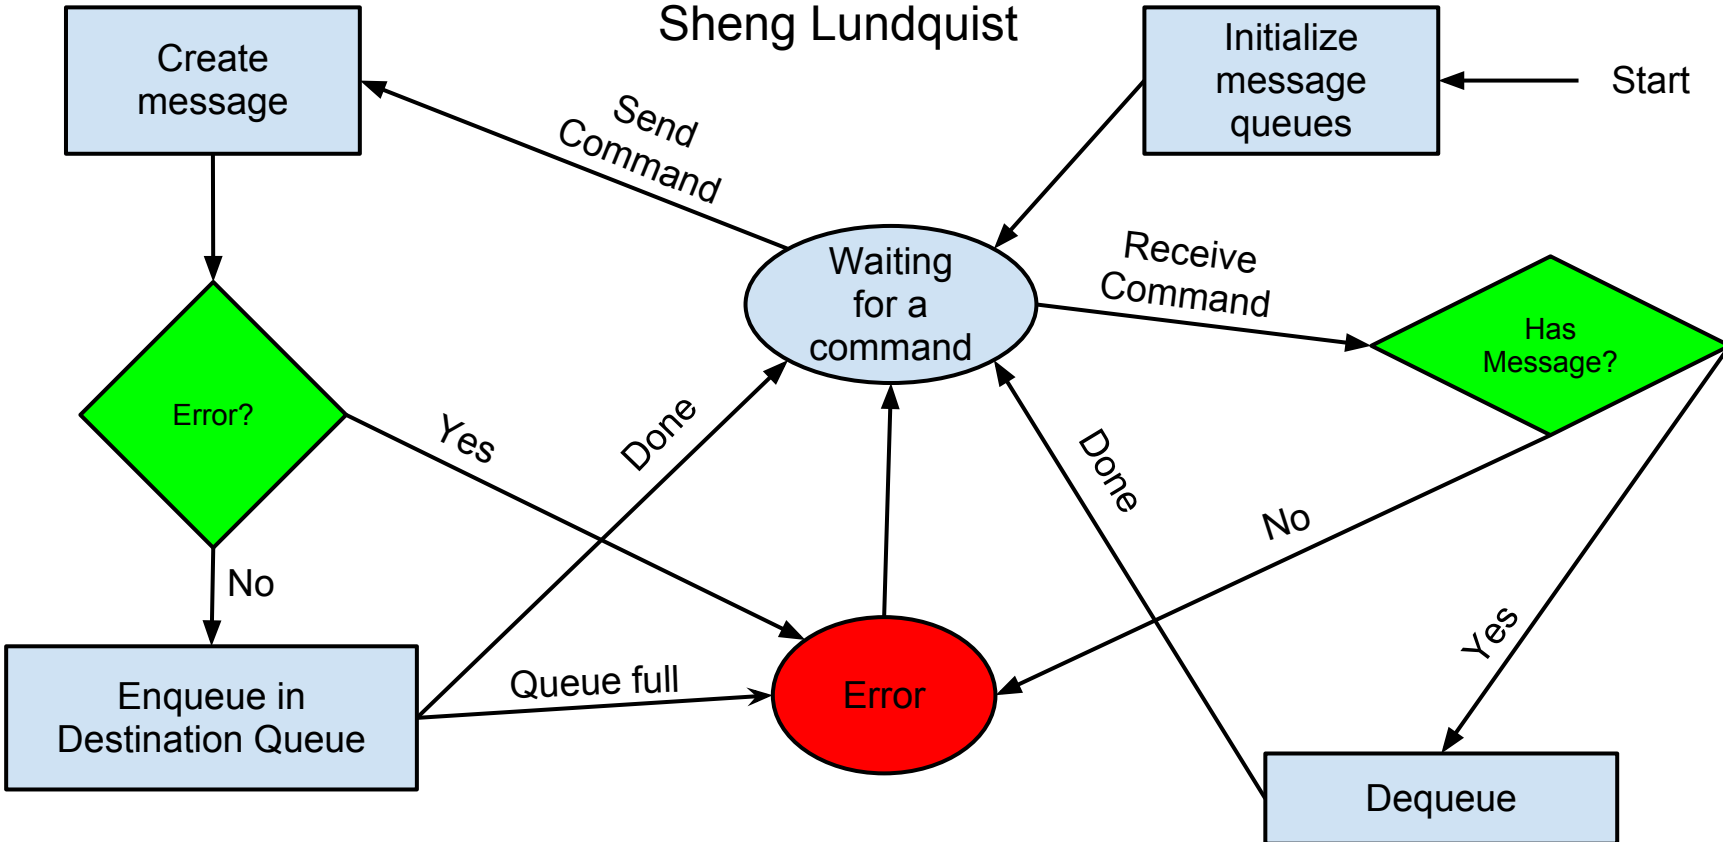 Sheng Lundquist
Create
message
Initialize
message
queues
Start
Send
Command
Waiting
for a
command
Receive
Command
Has
Message?
Error?
Yes
Done
Done
No
No
Yes
Enqueue in
Destination Queue
Queue full
Error
Dequeue